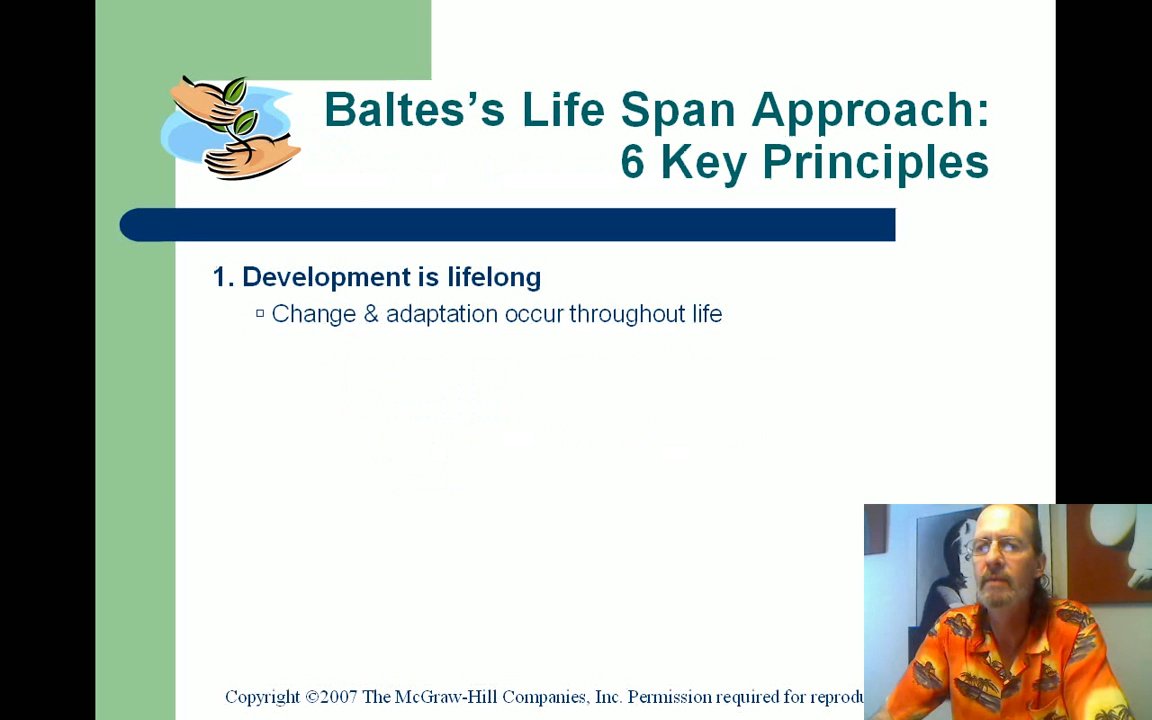 Baltes’s Life Span Approach:
6 Key Principles
1. Development is lifelong
Change & adaptation occur throughout life
Copyright ©2007 The McGraw-Hill Companies, Inc. Permission required for